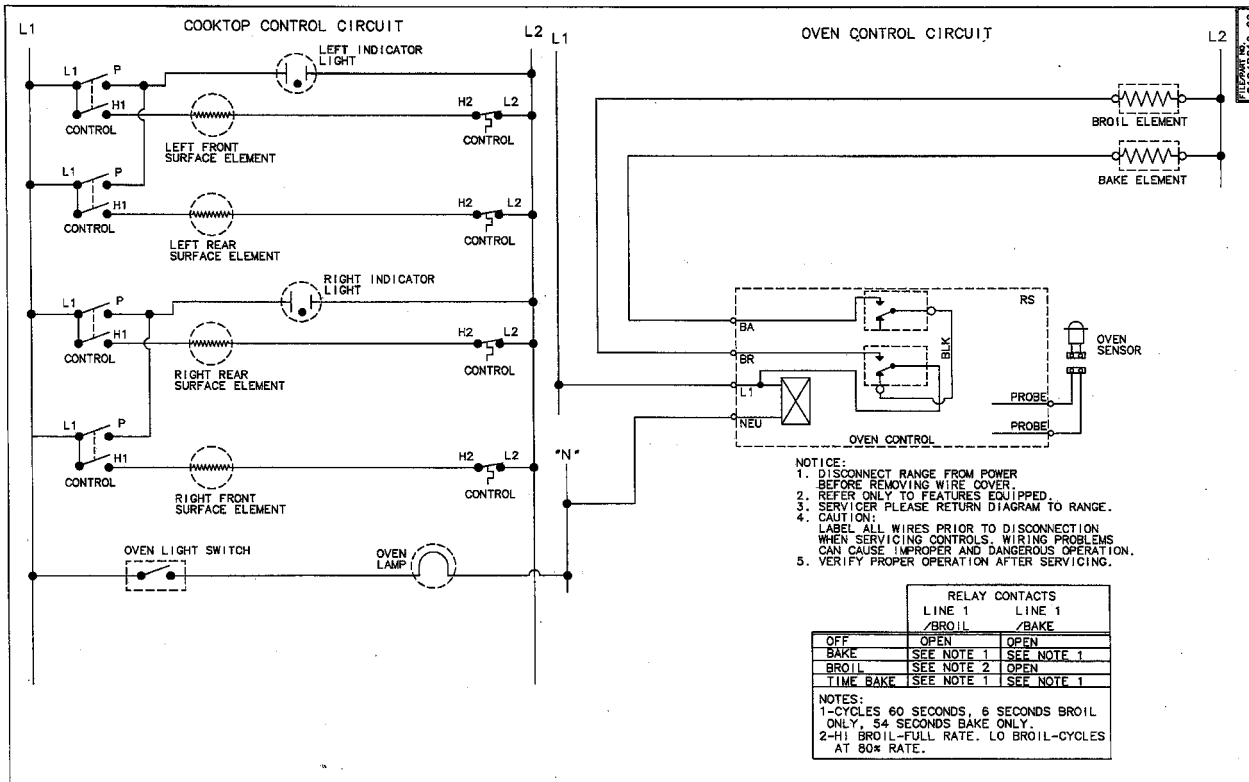 COOKTOP CONTROL CIRCUIT
L1
L2
LEFT INDICATOR
LIGHT
L1
P
H1
CONTROL
LEFT FRONT
SURFACE ELEMENT
H2
L2
CONTROL
L1
P
H1
CONTROL
LEFT REAR
SURFACE ELEMENT
H2
L2
CONTROL
RIGHT INDICATOR
LIGHT
L1
P
H1
CONTROL
RIGHT REAR
SURFACE ELEMENT
H2
L2
CONTROL
L1
P
H1
CONTROL
RIGHT FRONT
SURFACE ELEMENT
H2
L2
CONTROL
OVEN LIGHT SWITCH
OVEN
LAMP
"N"
OVEN CONTROL CIRCUIT
L1
L2
FILE/PART NO.
BROIL ELEMENT
BAKE ELEMENT
RS
BA
BR
L1
NEU
BLK
PROBE
PROBE
OVEN CONTROL
OVEN
SENSOR
NOTICE:
1. DISCONNECT RANGE FROM POWER
BEFORE REMOVING WIRE COVER.
2. REFER ONLY TO FEATURES EQUIPPED.
3. SERVICER PLEASE RETURN DIAGRAM TO RANGE.
4. CAUTION:
LABEL ALL WIRES PRIOR TO DISCONNECTION
WHEN SERVICING CONTROLS. WIRING PROBLEMS
CAN CAUSE IMPROPER AND DANGEROUS OPERATION.
5. VERIFY PROPER OPERATION AFTER SERVICING.
RELAY CONTACTS
LINE 1 LINE 1
/BROIL /BAKE
OFF OPEN OPEN
BAKE SEE NOTE 1 SEE NOTE 1
BROIL SEE NOTE 2 OPEN
TIME BAKE SEE NOTE 1 SEE NOTE 1
NOTES:
1-CYCLES 60 SECONDS, 6 SECONDS BROIL
ONLY, 54 SECONDS BAKE ONLY.
2-HI BROIL-FULL RATE. LO BROIL-CYCLES
AT 80% RATE.